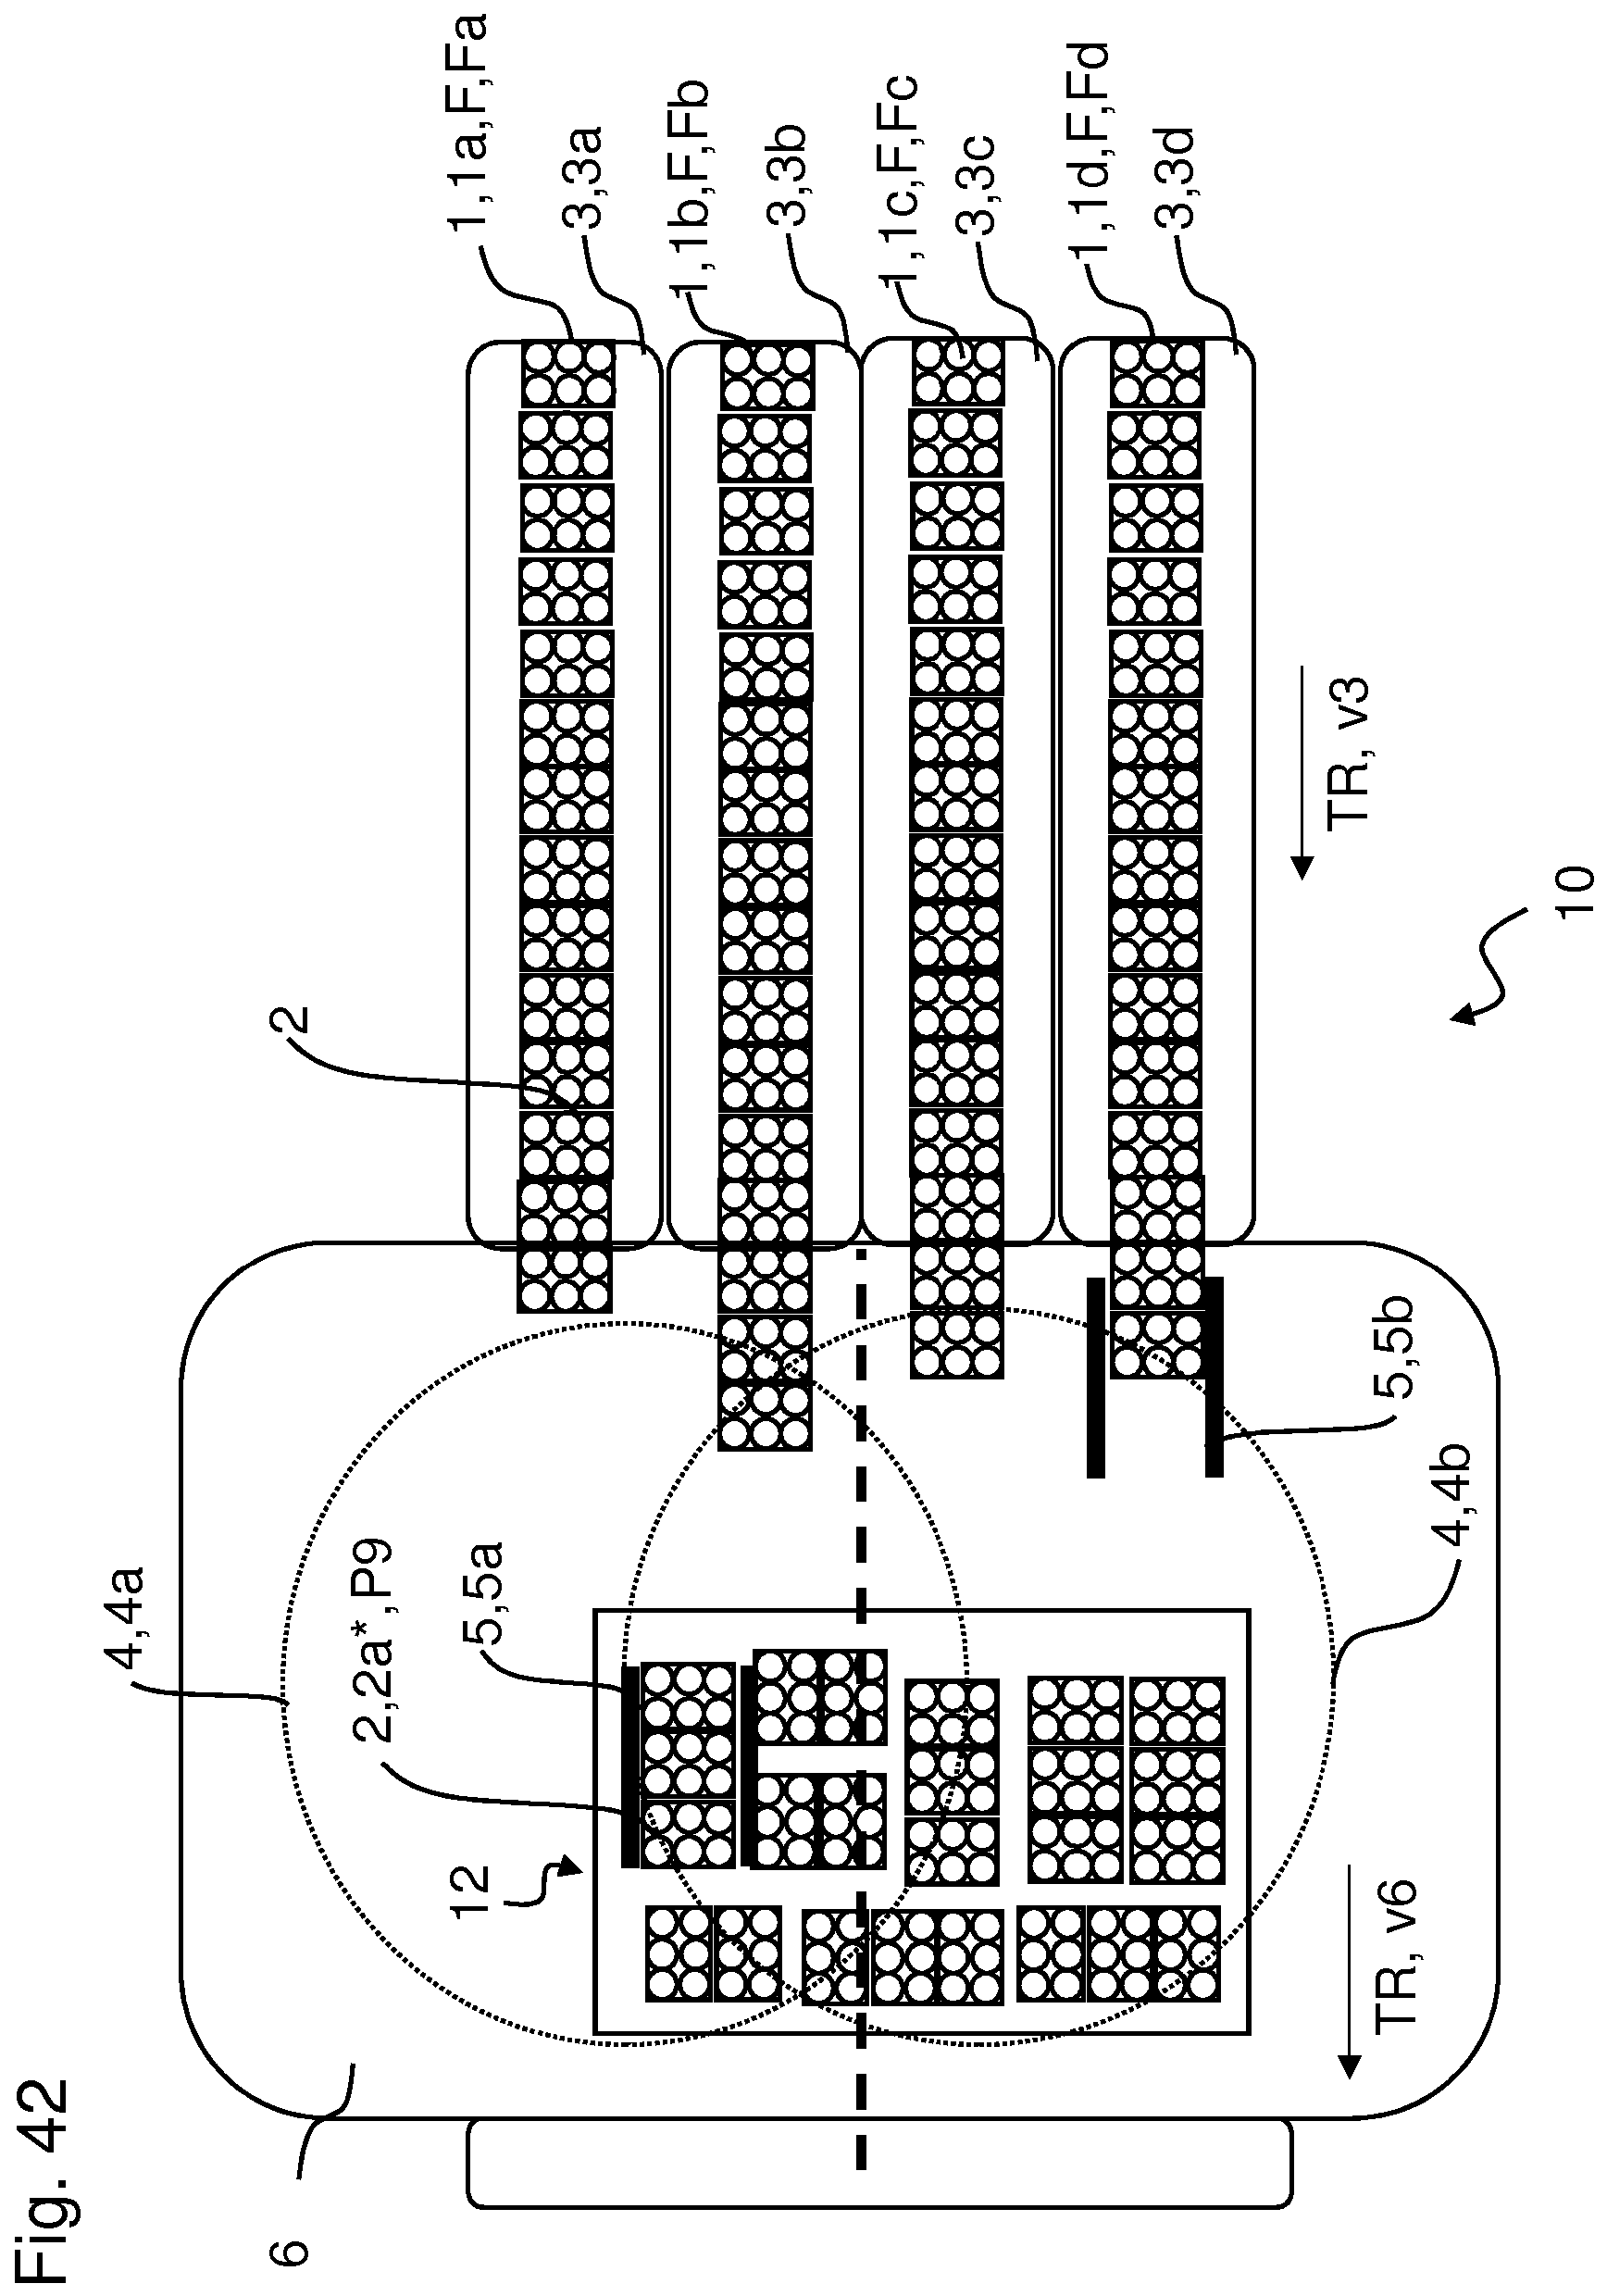 Fig. 42
6
4,4a
2,2a*,P9
5,5a
12
2
1,1a,F,Fa
3,3a
1,1b,F,Fb
3,3b
1,1c,F,Fc
3,3c
1,1d,F,Fd
3,3d
TR, v3
10
5,5b
4,4b
TR, v6